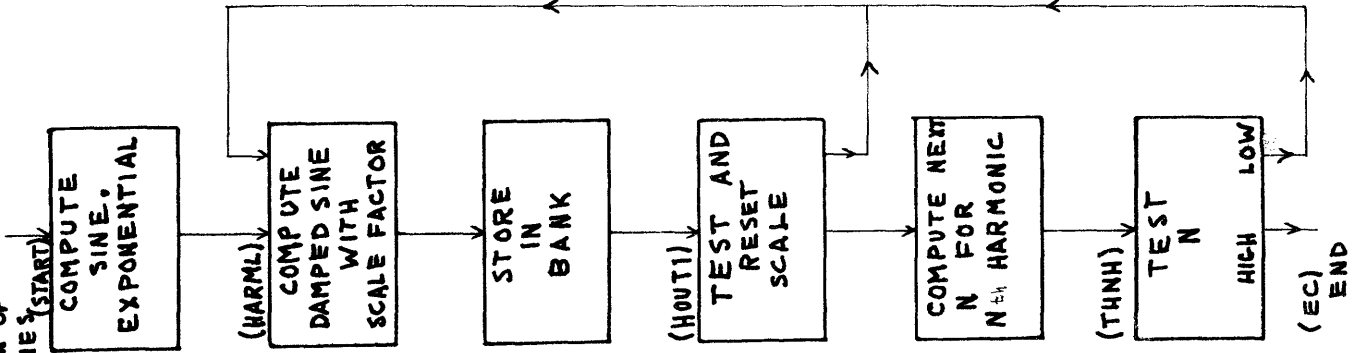 (START)
COMPUTE
SINE.
EXPONENTIAL
(HARML)
COMPUTE
DAMPED SINE
WITH
SCALE FACTOR
STORE
IN
BANK
(HOUT1)
TEST AND
RESET
SCALE
COMPUTE NEXT
N FOR
Nth HARMONIC
(THNH)
TEST
N
HIGH LOW
(EC)
END